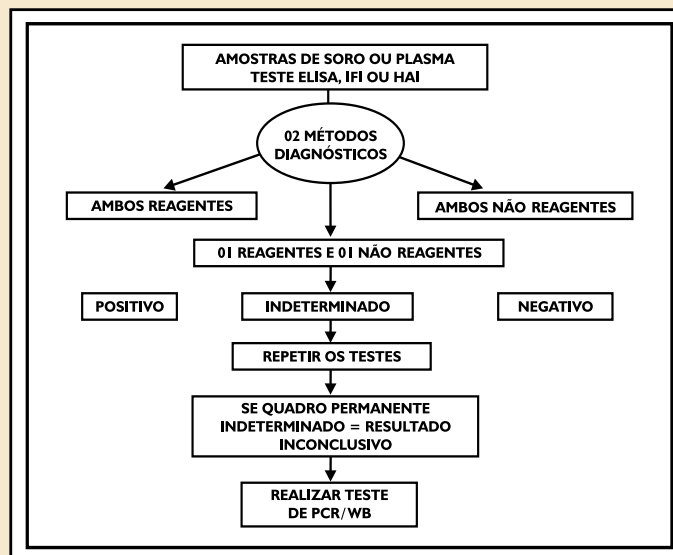 AMOSTRAS DE SORO OU PLASMA
TESTE ELISA, IFI OU HAI
02 MÉTODOS
DIAGNÓSTICOS
AMBOS REAGENTES
AMBOS NÃO REAGENTES
01 REAGENTES E 01 NÃO REAGENTES
POSITIVO
INDETERMINADO
NEGATIVO
REPETIR OS TESTES
SE QUADRO PERMANENTE
INDETERMINADO = RESULTADO
INCONCLUSIVO
REALIZAR TESTE
DE PCR/WB